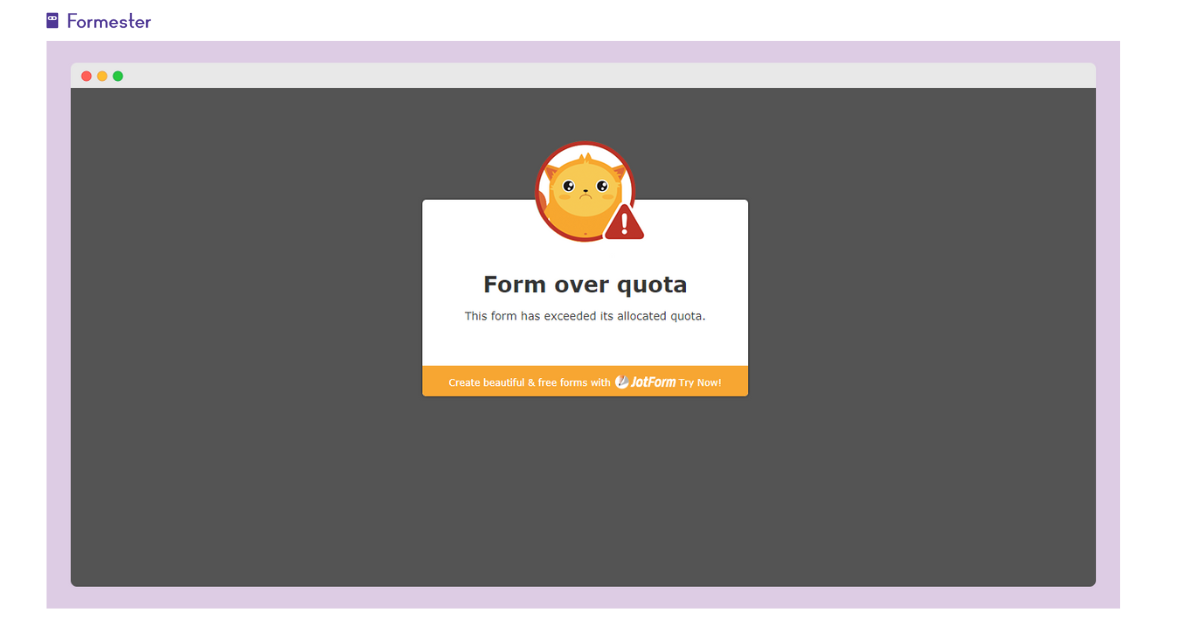 Formester
Form over quota
This form has exceeded its allocated quota.
Create beautiful & free forms with JotForm Try Now!